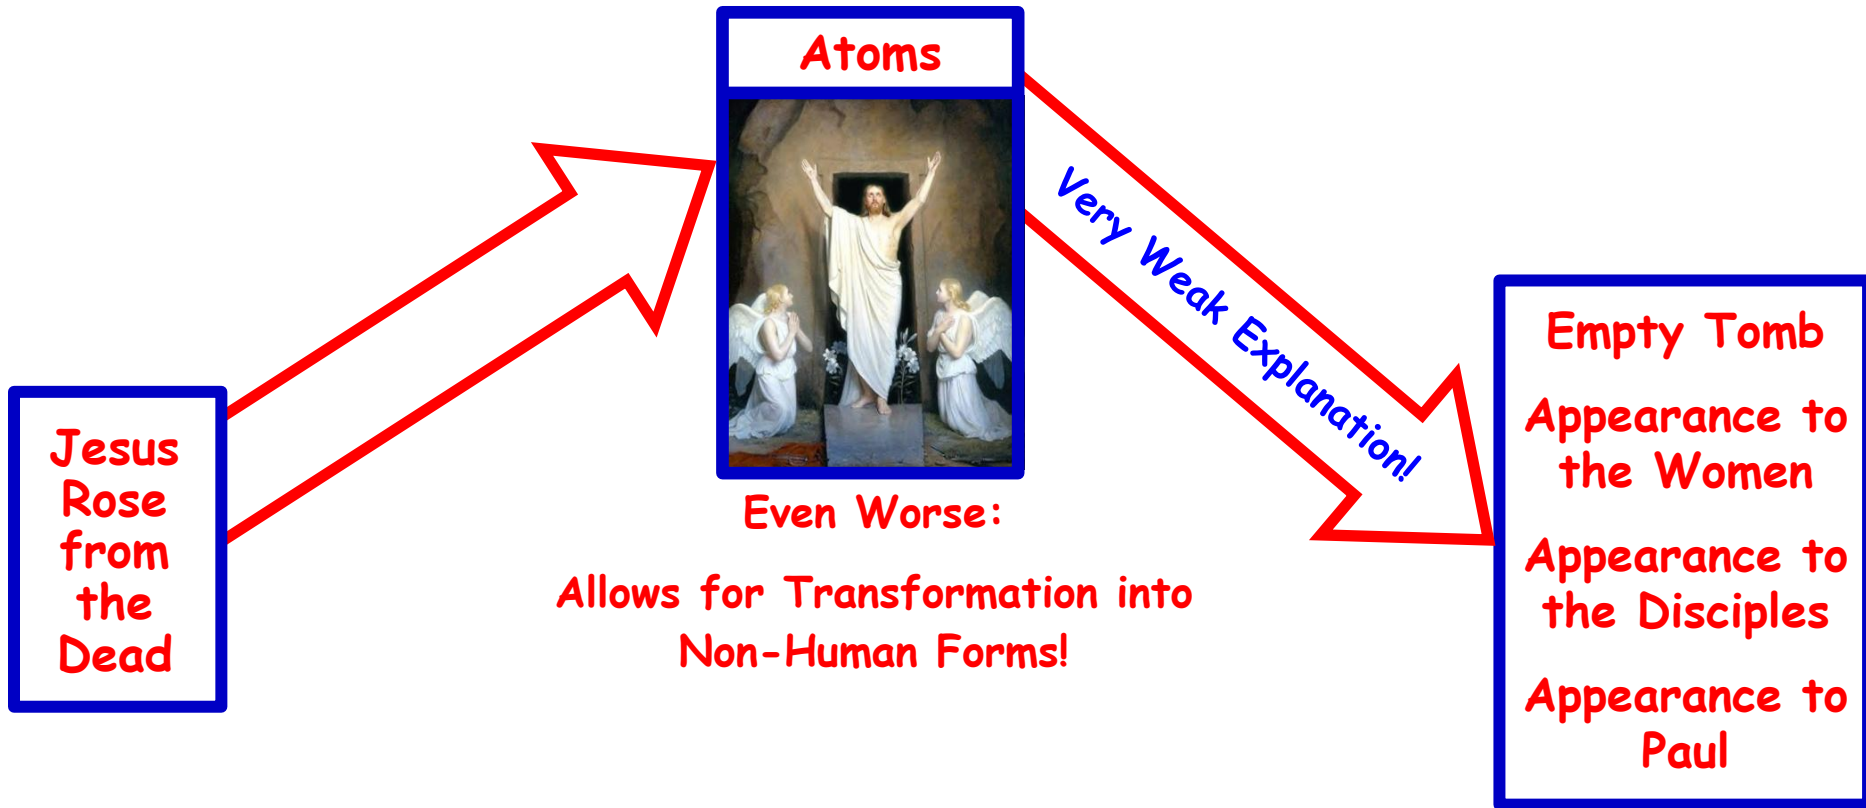 Atoms
Very Weak Explanation!
Jesus
Rose
from
the
Dead
Even Worse:
Allows for Transformation into
Non-Human Forms!
Empty Tomb
Appearance to
the Women
Appearance to
the Disciples
Appearance to
Paul